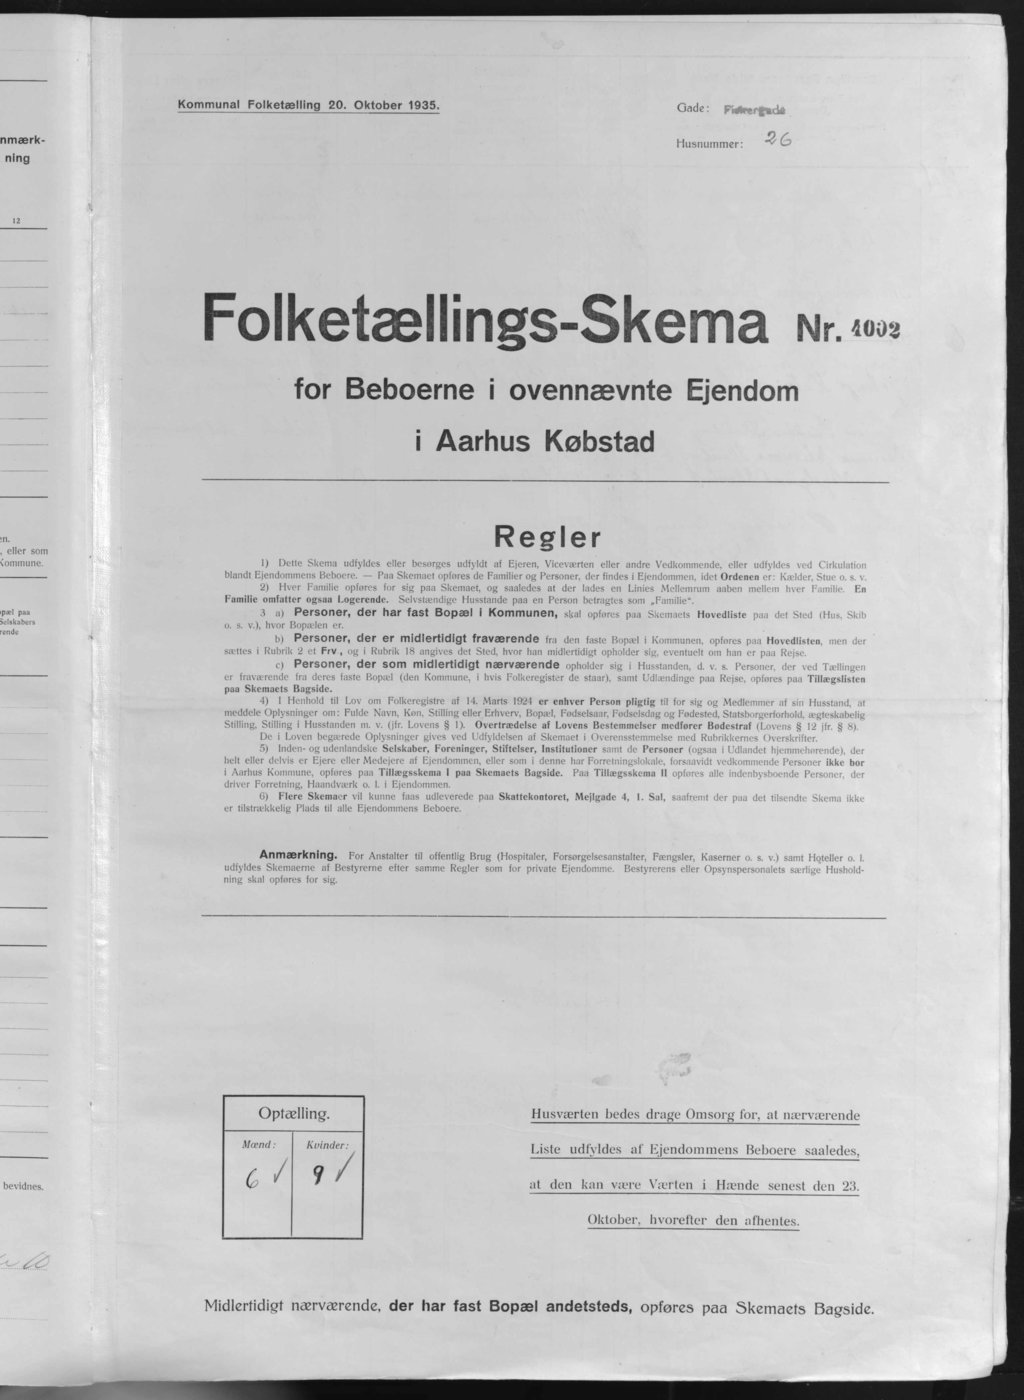 nmærk-
ning
12
en.
, eller som
Kommune.
opæl paa
Selskabers
rende
bevidnes.
Kommunal Folketælling 20. Oktober 1935.
Gade: Fiskergade
Husnummer: 26
Folketællings-Skema Nr. 4002
for Beboerne i ovennævnte Ejendom
i Aarhus Købstad
Regler
1) Dette Skema udfyldes eller besørges udfyldt af Ejeren, Viceværten eller andre Vedkommende, eller udfyldes ved Cirkulation
blandt Ejendommens Beboere. — Paa Skemaet opføres de Familier og Personer, der findes i Ejendommen, idet Ordenen er: Kælder, Stue o. s. v.
2) Hver Familie opføres for sig paa Skemaet, og saaledes at der lades en Linies Mellemrum aaben mellem hver Familie. En
Familie omfatter ogsaa Logerende. Selvstændige Husstande paa en Person betragtes som „Familie“.
3 a) Personer, der har fast Bopæl i Kommunen, skal opføres paa Skemaets Hovedliste paa det Sted (Hus, Skib
o. s. v.), hvor Bopælen er.
b) Personer, der er midlertidigt fraværende fra den faste Bopæl i Kommunen, opføres paa Hovedlisten, men der
sættes i Rubrik 2 et Frv., og i Rubrik 18 angives det Sted, hvor han midlertidigt opholder sig, eventuelt om han er paa Rejse.
c) Personer, der som midlertidigt nærværende opholder sig i Husstanden, d. v. s. Personer, der ved Tællingen
er fraværende fra deres faste Bopæl (den Kommune, i hvis Folkeregister de staar), samt Udlændinge paa Rejse, opføres paa Tillægslisten
paa Skemaets Bagside.
4) I Henhold til Lov om Folkeregistre af 14. Marts 1924 er enhver Person pligtig til for sig og Medlemmer af sin Husstand, at
meddele Oplysninger om: Fulde Navn, Køn, Stilling eller Erhverv, Bopæl, Fødselsaar, Fødselsdag og Fødested, Statsborgerforhold, ægteskabelig
Stilling, Stilling i Husstanden m. v. (jfr. Lovens § 1). Overtrædelse af Lovens Bestemmelser medfører Bødestraf (Lovens § 12 jfr. § 8).
De i Loven begærede Oplysninger gives ved Udfyldelsen af Skemaet i Overensstemmelse med Rubrikkernes Overskrifter.
5) Inden- og udenlandske Selskaber, Foreninger, Stiftelser, Institutioner samt de Personer (ogsaa i Udlandet hjemmehørende), der
helt eller delvis er Ejere eller Medejere af Ejendommen, eller som i denne har Forretningslokale, forsaavidt vedkommende Personer ikke bor
i Aarhus Kommune, opføres paa Tillægsskema I paa Skemaets Bagside. Paa Tillægsskema II opføres alle indenbysboende Personer, der
driver Forretning, Haandværk o. l. i Ejendommen.
6) Flere Skemaer vil kunne faas udleverede paa Skattekontoret, Mejlgade 4, 1. Sal, saafremt der paa det tilsendte Skema ikke
er tilstrækkelig Plads til alle Ejendommens Beboere.
Anmærkning. For Anstalter til offentlig Brug (Hospitaler, Forsørgelsesanstalter, Fængsler, Kaserner o. s. v.) samt Hoteller o. l.
udfyldes Skemaerne af Bestyrerne efter samme Regler som for private Ejendomme. Bestyrerens eller Opsynspersonalets særlige Hushold-
ning skal opføres for sig.
Optælling.
Mænd: Kvinder:
6 √ 9 √
Husværten bedes drage Omsorg for, at nærværende
Liste udfyldes af Ejendommens Beboere saaledes,
at den kan være Værten i Hænde senest den 23.
Oktober, hvorefter den afhentes.
Midlertidigt nærværende, der har fast Bopæl andetsteds, opføres paa Skemaets Bagside.